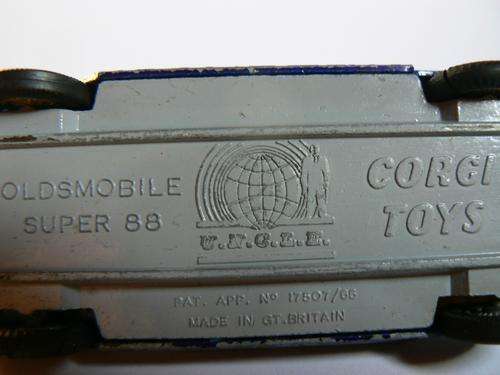 OLDSMOBILE
SUPER 88
U.N.C.L.E.
CORGI
TOYS
PAT. APP. No 17507/66
MADE IN GT. BRITAIN